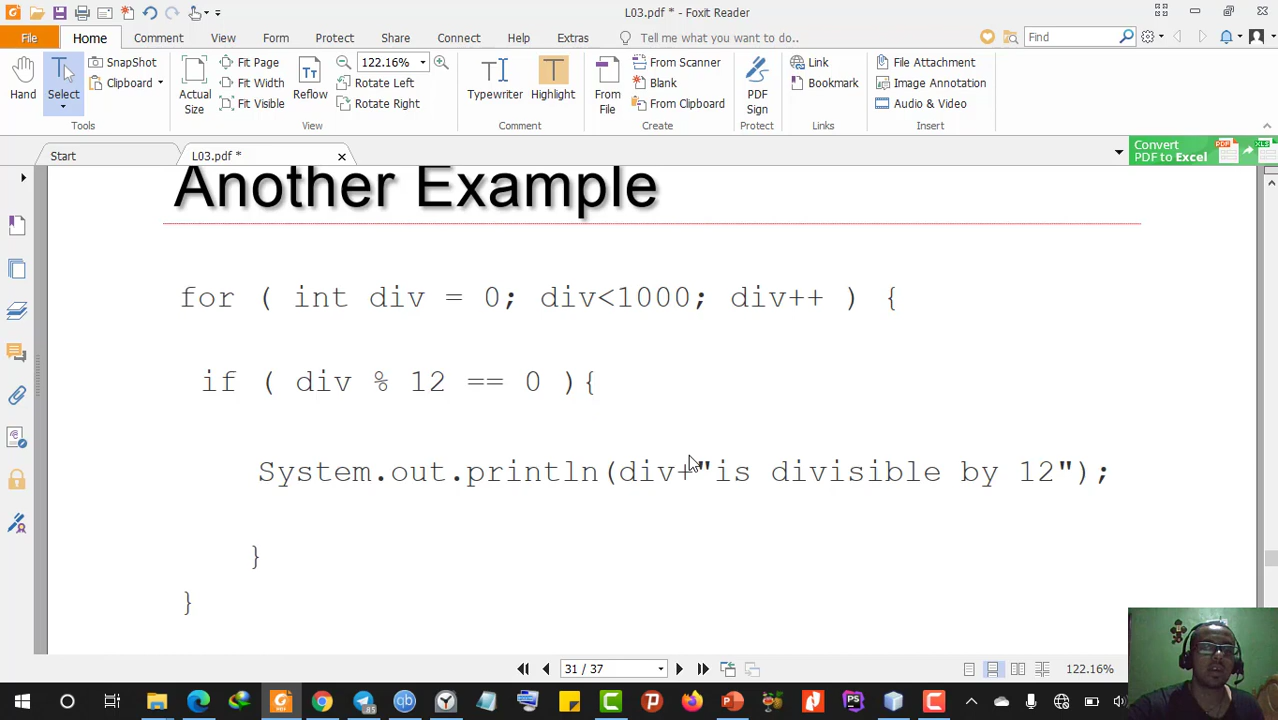 L03.pdf * - Foxit Reader
File Home Comment View Form Protect Share Connect Help Extras Tell me what you want to do.. Find
Hand Select SnapShot Clipboard Actual Size Fit Page Fit Width Fit Visible Reflow 122.16% Rotate Left Rotate Right Typewriter Highlight From File From Scanner Blank From Clipboard PDF Sign Link Bookmark File Attachment Image Annotation Audio & Video
Tools View Comment Create Protect Links Insert
Start L03.pdf * Convert PDF to Excel
Another Example
for ( int div = 0; div<1000; div++ ) {
if ( div % 12 == 0 ){
System.out.println(div+"is divisible by 12");
}
}
31 / 37 122.16%
85